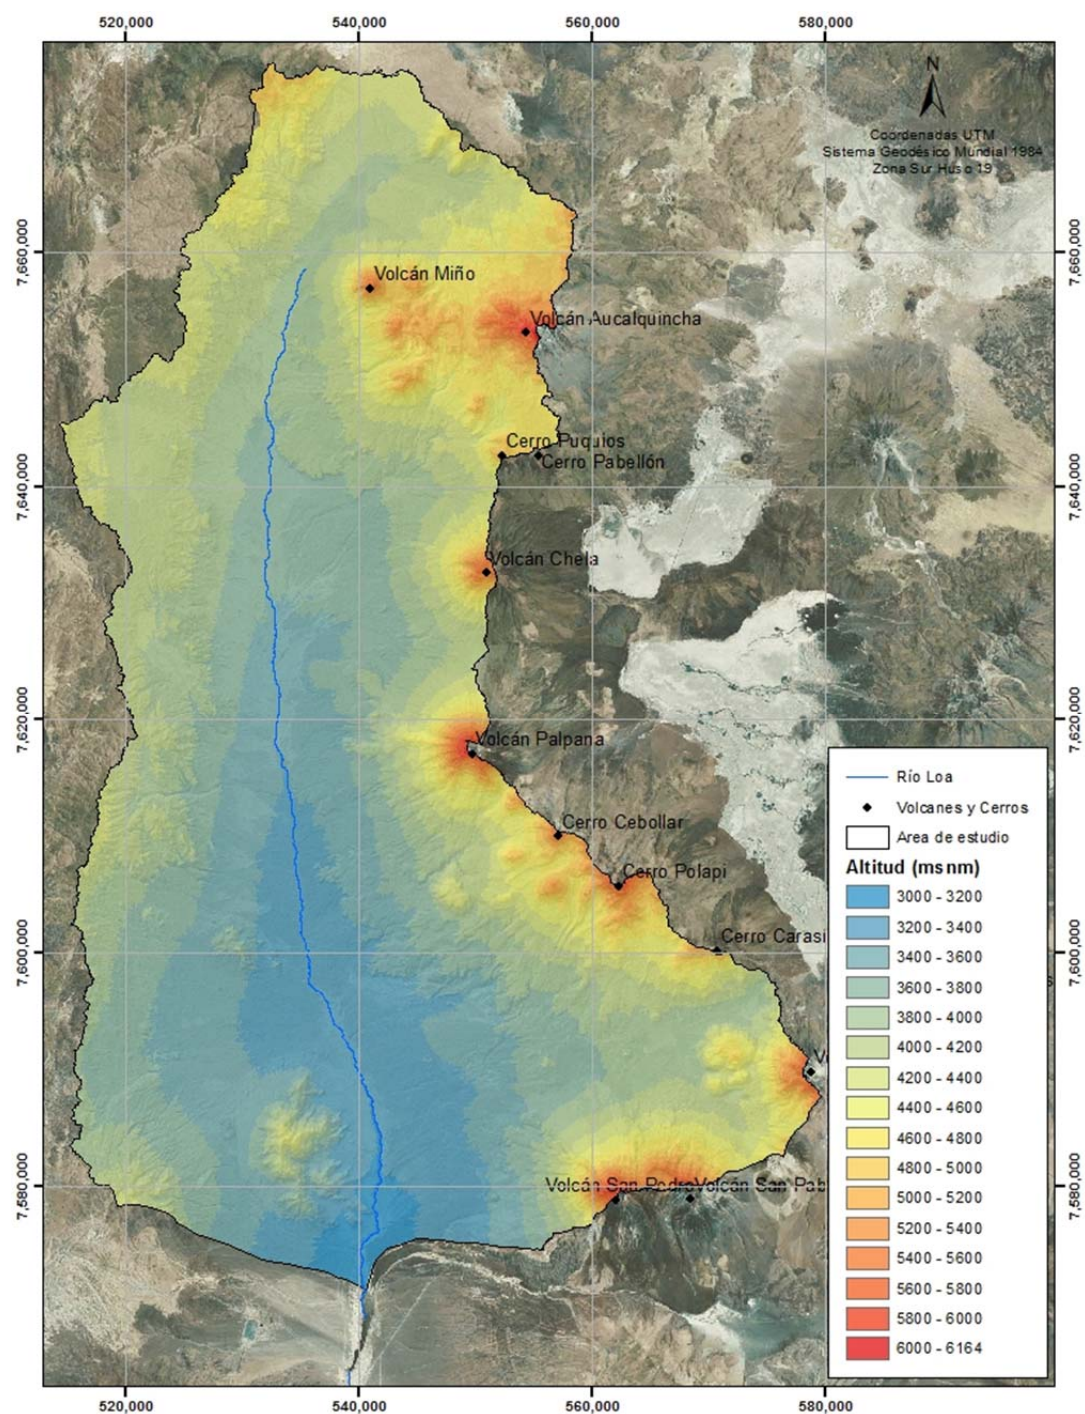 520,000 540,000 560,000 580,000
N
Coordenadas UTM
Sistema Geodésico Mundial 1984
Zona Sur Huso 19
7,660,000 7,660,000
Volcán Miño
Volcán Aucalquincha
Cerro Puquios
Cerro Pabellón
7,640,000 7,640,000
Volcán Chela
7,620,000 7,620,000
Volcán Palpana
Cerro Cebollar
Cerro Polapi
Cerro Carasi
7,600,000 7,600,000
V
Volcán San Pedro Volcán San Pab
7,580,000 7,580,000
Río Loa
Volcanes y Cerros
Area de estudio
Altitud (msnm)
3000 - 3200
3200 - 3400
3400 - 3600
3600 - 3800
3800 - 4000
4000 - 4200
4200 - 4400
4400 - 4600
4600 - 4800
4800 - 5000
5000 - 5200
5200 - 5400
5400 - 5600
5600 - 5800
5800 - 6000
6000 - 6164
520,000 540,000 560,000 580,000